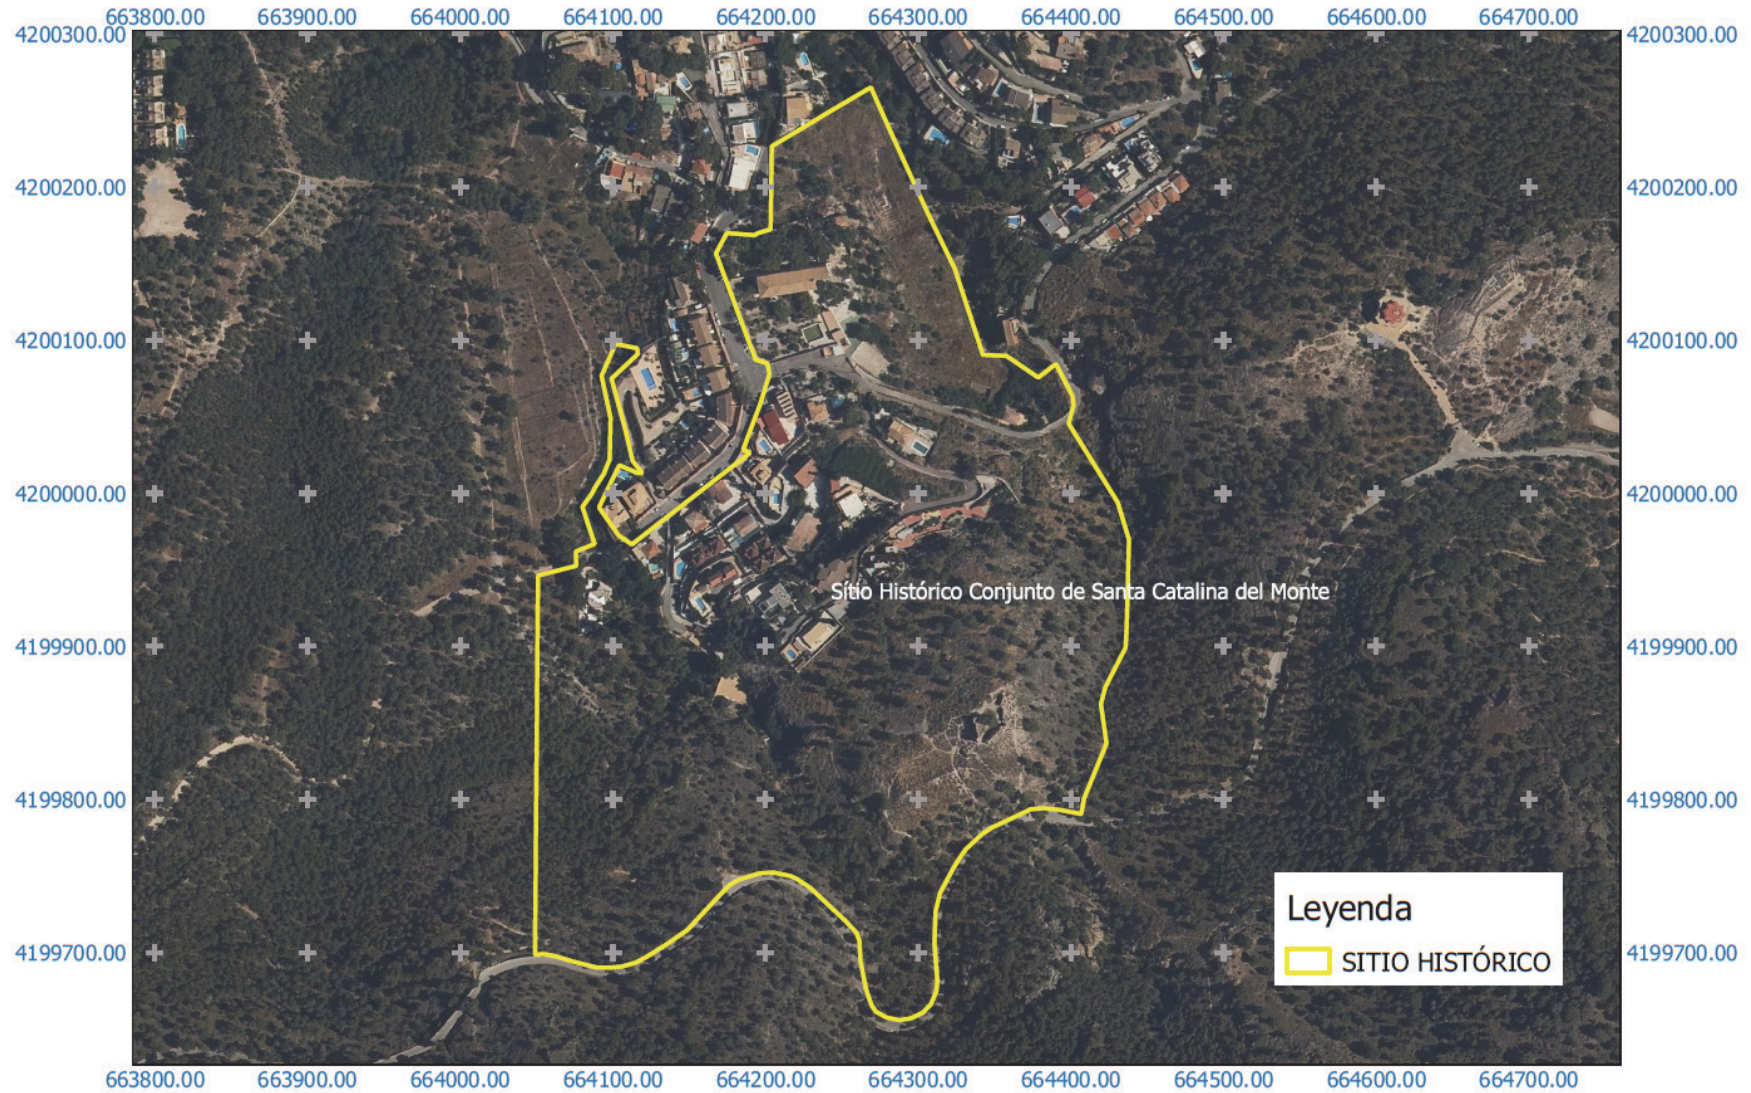 663800.00 663900.00 664000.00 664100.00 664200.00 664300.00 664400.00 664500.00 664600.00 664700.00
4200300.00 4200300.00
4200200.00 4200200.00
4200100.00 4200100.00
4200000.00 4200000.00
Sítio Histórico Conjunto de Santa Catalina del Monte
4199900.00 4199900.00
4199800.00 4199800.00
Leyenda
4199700.00 4199700.00
SITIO HISTÓRICO
663800.00 663900.00 664000.00 664100.00 664200.00 664300.00 664400.00 664500.00 664600.00 664700.00